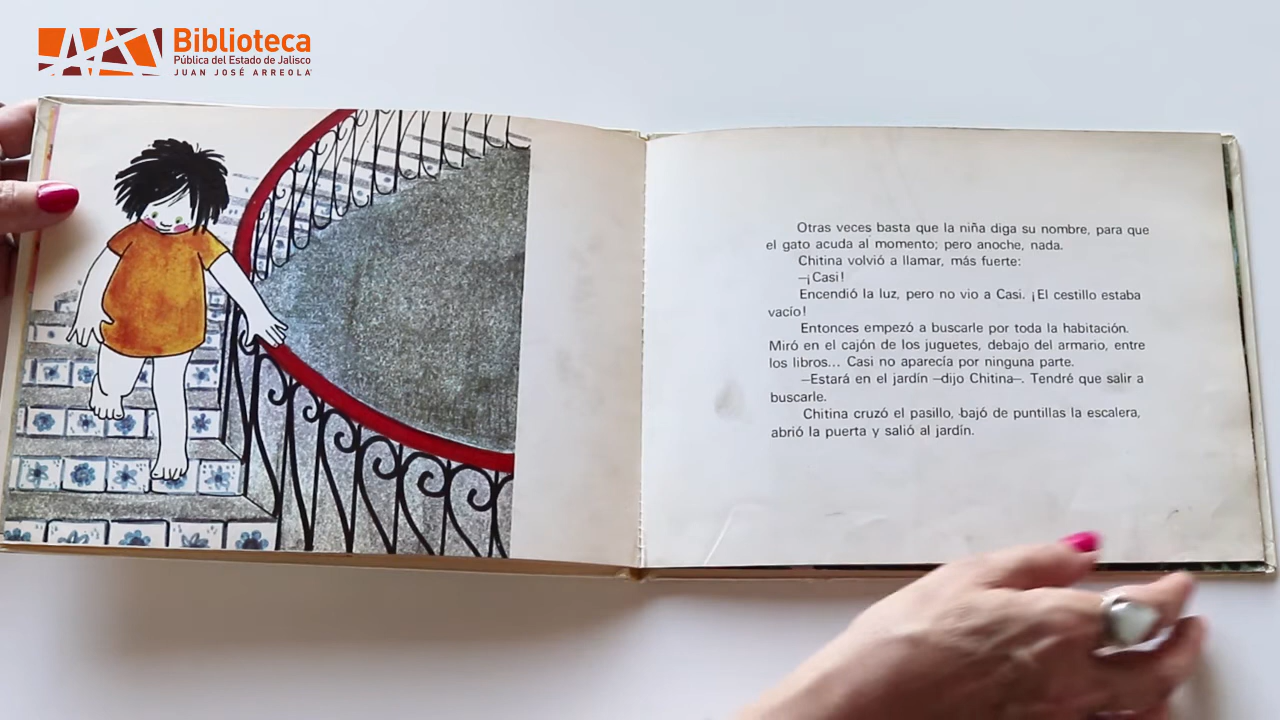 Biblioteca
Pública del Estado de Jalisco
JUAN JOSÉ ARREOLA
Otras veces basta que la niña diga su nombre, para que
el gato acuda al momento; pero anoche, nada.
Chitina volvió a llamar, más fuerte:
—¡Casi!
Encendió la luz, pero no vio a Casi. ¡El cestillo estaba
vacío!
Entonces empezó a buscarle por toda la habitación.
Miró en el cajón de los juguetes, debajo del armario, entre
los libros... Casi no aparecía por ninguna parte.
—Estará en el jardín —dijo Chitina—. Tendré que salir a
buscarle.
Chitina cruzó el pasillo, bajó de puntillas la escalera,
abrió la puerta y salió al jardín.